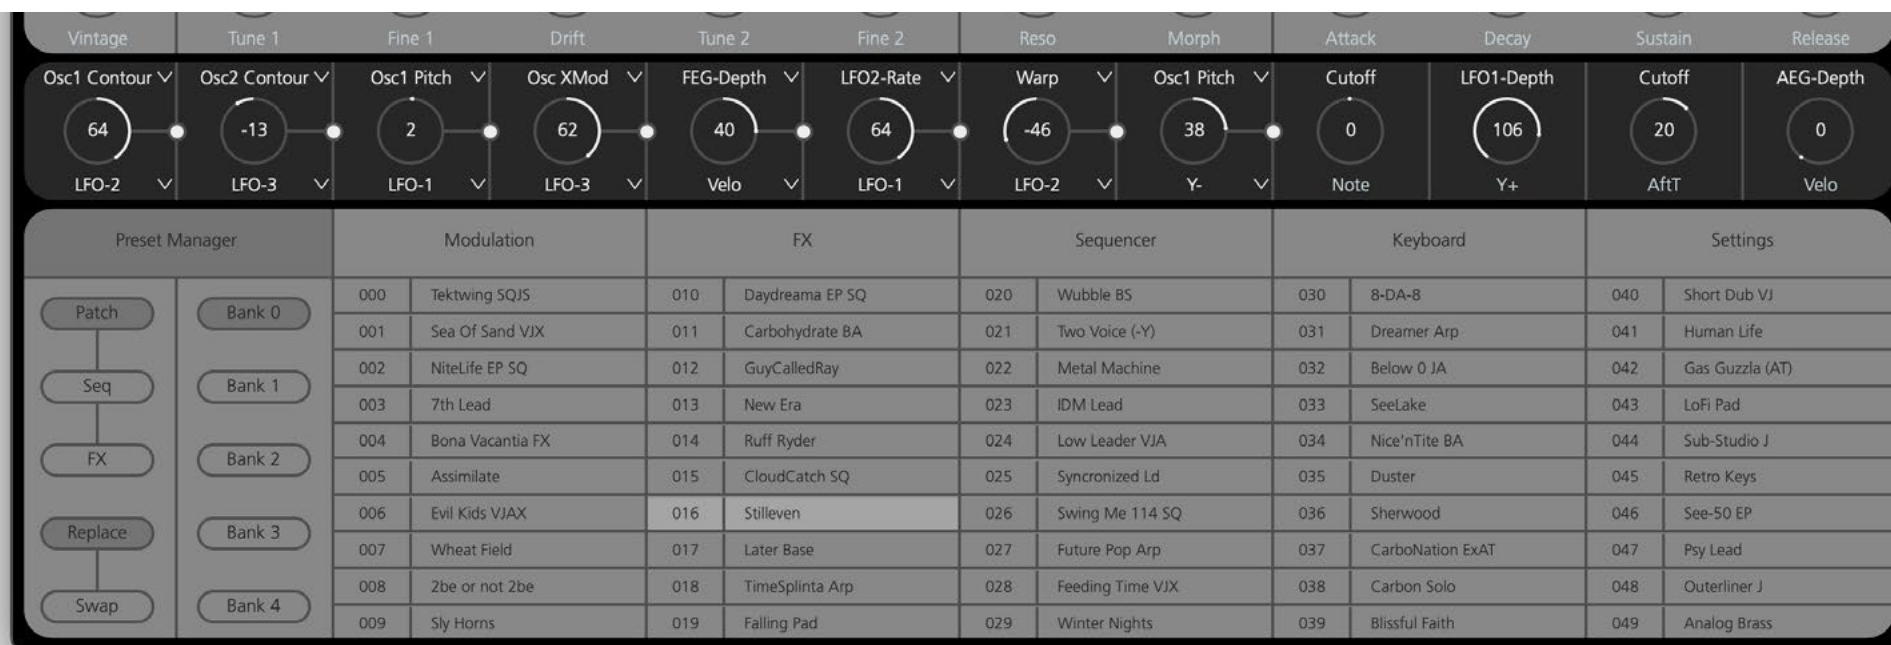 Vintage Tune 1 Fine 1 Drift Tune 2 Fine 2 Reso Morph Attack Decay Sustain Release
Osc1 Contour Osc2 Contour Osc1 Pitch Osc XMod FEG-Depth LFO2-Rate Warp Osc1 Pitch Cutoff LFO1-Depth Cutoff AEG-Depth
64 -13 2 62 40 64 -46 38 0 106 20 0
LFO-2 LFO-3 LFO-1 LFO-3 Velo LFO-1 LFO-2 Y- Note Y+ AftT Velo
Preset Manager Modulation FX Sequencer Keyboard Settings
Patch Bank 0
Seq Bank 1
FX Bank 2
Replace Bank 3
Swap Bank 4
000 Tektwing SQJS 010 Daydreama EP SQ 020 Wubble BS 030 8-DA-8 040 Short Dub VJ
001 Sea Of Sand VJX 011 Carbohydrate BA 021 Two Voice (-Y) 031 Dreamer Arp 041 Human Life
002 NiteLife EP SQ 012 GuyCalledRay 022 Metal Machine 032 Below 0 JA 042 Gas Guzzla (AT)
003 7th Lead 013 New Era 023 IDM Lead 033 SeeLake 043 LoFi Pad
004 Bona Vacantia FX 014 Ruff Ryder 024 Low Leader VJA 034 Nice'nTite BA 044 Sub-Studio J
005 Assimilate 015 CloudCatch SQ 025 Syncronized Ld 035 Duster 045 Retro Keys
006 Evil Kids VJAX 016 Stilleven 026 Swing Me 114 SQ 036 Sherwood 046 See-50 EP
007 Wheat Field 017 Later Base 027 Future Pop Arp 037 CarboNation ExAT 047 Psy Lead
008 2be or not 2be 018 TimeSplinta Arp 028 Feeding Time VJX 038 Carbon Solo 048 Outerliner J
009 Sly Horns 019 Falling Pad 029 Winter Nights 039 Blissful Faith 049 Analog Brass